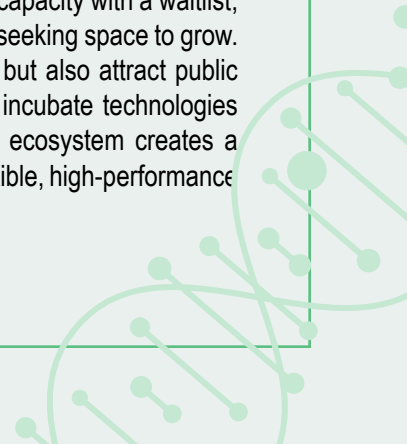 capacity with a waitlist,
seeking space to grow.
but also attract public
incubate technologies
ecosystem creates a
ible, high-performance